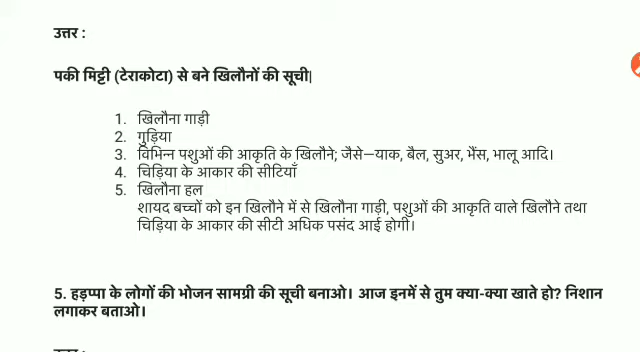 उत्तर :
पकी मिट्टी (टेराकोटा) से बने खिलौनों की सूची|
1. खिलौना गाड़ी
2. गुड़िया
3. विभिन्न पशुओं की आकृति के खिलौने; जैसे—याक, बैल, सुअर, भैंस, भालू आदि।
4. चिड़िया के आकार की सीटियाँ
5. खिलौना हल
शायद बच्चों को इन खिलौने में से खिलौना गाड़ी, पशुओं की आकृति वाले खिलौने तथा
चिड़िया के आकार की सीटी अधिक पसंद आई होगी।
5. हड़प्पा के लोगों की भोजन सामग्री की सूची बनाओ। आज इनमें से तुम क्या-क्या खाते हो? निशान
लगाकर बताओ।